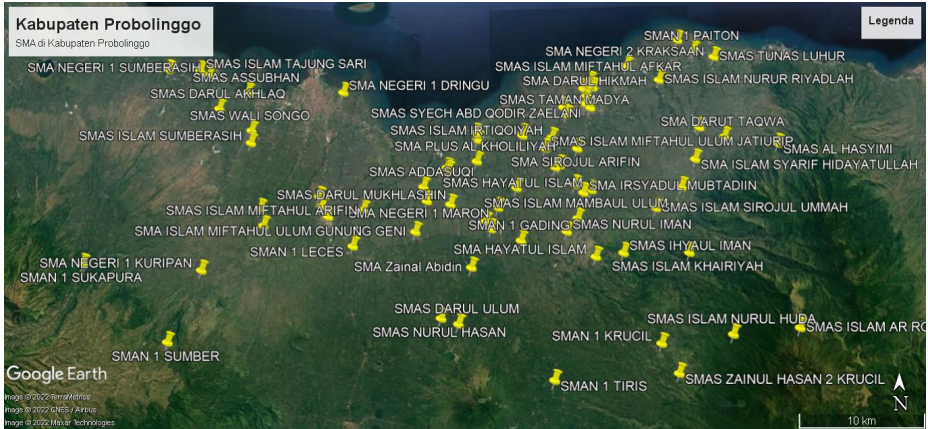 Kabupaten Probolinggo
SMA di Kabupaten Probolinggo
Legenda
SMAN 1 PAITON
SMA NEGERI 2 KRAKSAAN
SMAS TUNAS LUHUR
SMA NEGERI 1 SUMBERASIH
SMAS ISLAM TAJUNG SARI
SMAS ISLAM MIFTAHUL AFKAR
SMAS ASSUBHAN
SMA NEGERI 1 DRINGU
SMA DARUL HIKMAH
SMAS ISLAM NURUR RIYADLAH
SMAS DARUL AKHLAQ
SMAS TAMAN MADYA
SMAS WALI SONGO
SMAS SYECH ABD QODIR ZAELANI
SMA DARUT TAQWA
SMAS ISLAM SUMBERASIH
SMAS ISLAM IRTIQOIYAH
SMAS ISLAM MIFTAHUL ULUM JATIURIP
SMAS AL HASYIMI
SMA PLUS AL KHOLILIYAH
SMA SIROJUL ARIFIN
SMA ISLAM SYARIF HIDAYATULLAH
SMAS ADDASUQI
SMAS HAYATUL ISLAM
SMA IRSYADUL MUBTADIIN
SMAS DARUL MUKHLASHIN
SMAS ISLAM MIFTAHUL ARIFIN
SMA NEGERI 1 MARON
SMAS ISLAM MAMBAUL ULUM
SMAS ISLAM SIROJUL UMMAH
SMA ISLAM MIFTAHUL ULUM GUNUNG GENI
SMAN 1 GADING
SMAS NURUL IMAN
SMAN 1 LECES
SMA HAYATUL ISLAM
SMAS IHYAUL IMAN
SMA NEGERI 1 KURIPAN
SMA Zainal Abidin
SMAS ISLAM KHAIRIYAH
SMAN 1 SUKAPURA
SMAS DARUL ULUM
SMAS ISLAM NURUL HUDA
SMAS ISLAM AR RO
SMAS NURUL HASAN
SMAN 1 KRUCIL
SMAN 1 SUMBER
SMAN 1 TIRIS
SMAS ZAINUL HASAN 2 KRUCIL
Google Earth
Image © 2022 TerraMetrics
Image © 2022 CNES / Airbus
Image © 2022 Maxar Technologies
N
10 km